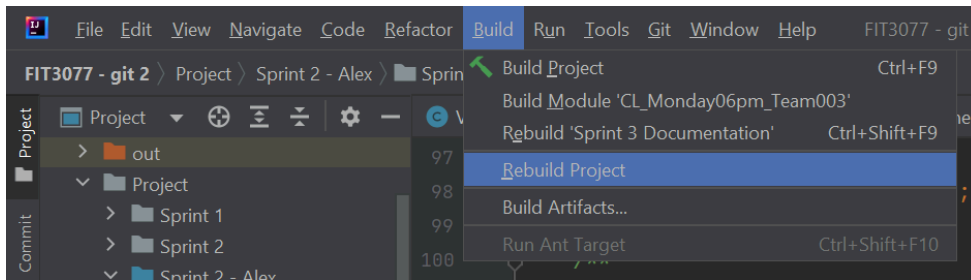 File Edit View Navigate Code Refactor Build Run Tools Git Window Help FIT3077 - git
FIT3077 - git 2 Project Sprint 2 - Alex Sprin
Build Project Ctrl+F9
Build Module 'CL_Monday06pm_Team003'
Rebuild 'Sprint 3 Documentation' Ctrl+Shift+F9
Rebuild Project
Build Artifacts...
Run Ant Target Ctrl+Shift+F10
Project
Commit
Project
out
Project
Sprint 1
Sprint 2
Sprint 2 - Alex
97
98
99
100 /**
;